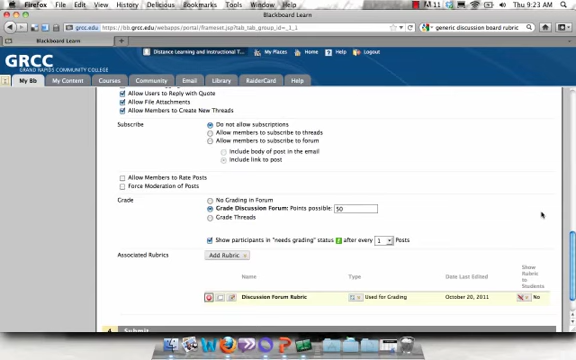 Firefox File Edit View History Bookmarks Tools Window Help
11
Thu 9:23 AM
Blackboard Learn
grcc.edu https://bb.grcc.edu/webapps/portal/frameset.jsp?tab_tab_group_id=_1_1
generic discussion board rubric
Blackboard Learn
GRCC
GRAND RAPIDS COMMUNITY COLLEGE
Distance Learning and Instructional T...
My Places
Home
Help
Logout
My Bb
My Content
Courses
Community
Email
Library
RaiderCard
Help
Allow Users to Reply with Quote
Allow File Attachments
Allow Members to Create New Threads
Subscribe
Do not allow subscriptions
Allow members to subscribe to threads
Allow members to subscribe to forum
Include body of post in the email
Include link to post
Allow Members to Rate Posts
Force Moderation of Posts
Grade
No Grading in Forum
Grade Discussion Forum: Points possible: 50
Grade Threads
Show participants in "needs grading" status after every 1 Posts
Associated Rubrics
Add Rubric
Name Type Date Last Edited Show Rubric to Students
Discussion Forum Rubric Used for Grading October 20, 2011 No
4 Submit